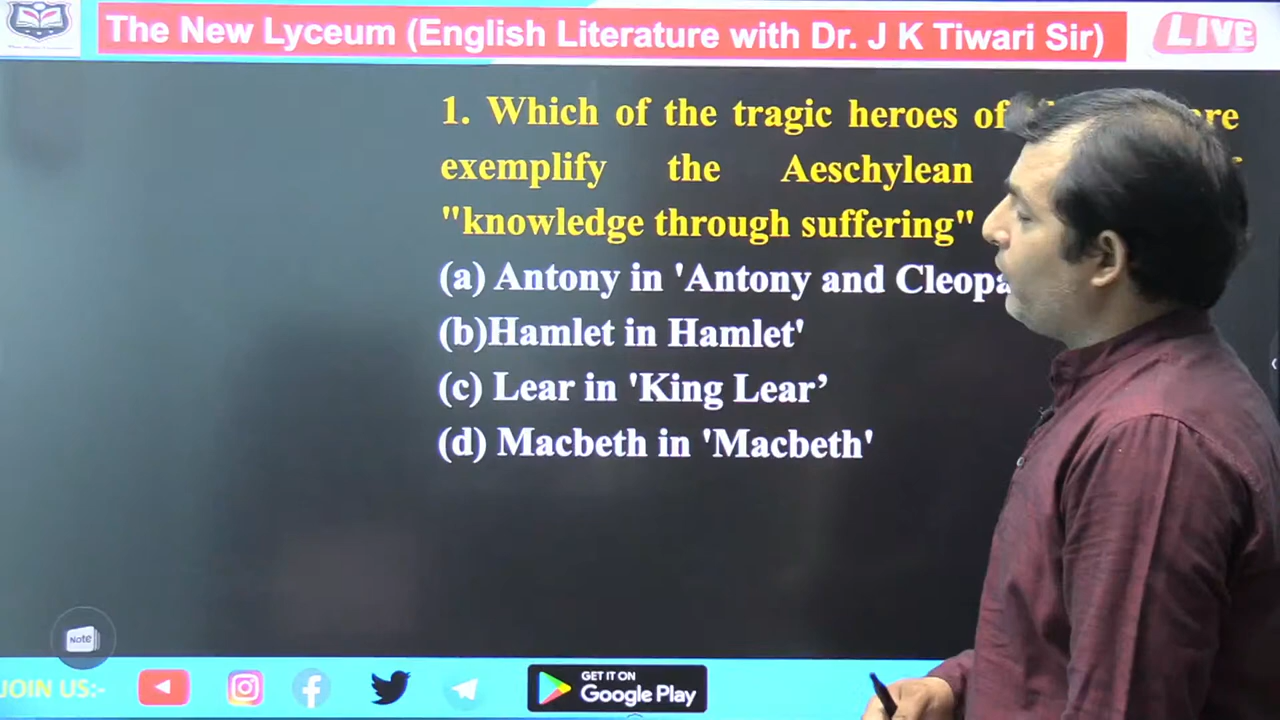 The New Lyceum (English Literature with Dr. J K Tiwari Sir)
LIVE
1. Which of the tragic heroes of
exemplify the Aeschylean
"knowledge through suffering"
(a) Antony in 'Antony and
(b)Hamlet in Hamlet'
(c) Lear in 'King Lear’
(d) Macbeth in 'Macbeth'
Note
JOIN US:-
GET IT ON
Google Play